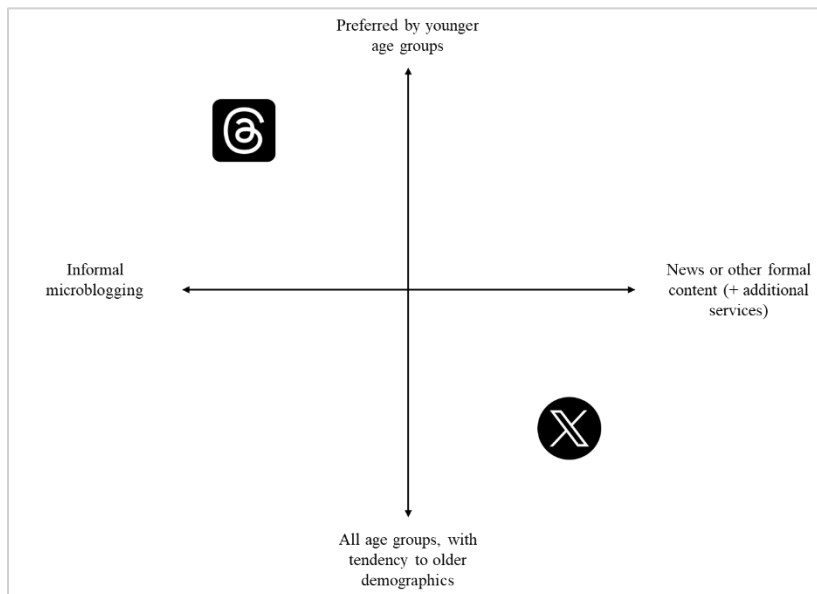 Preferred by younger
age groups
Informal
microblogging
News or other formal
content (+ additional
services)
All age groups, with
tendency to older
demographics